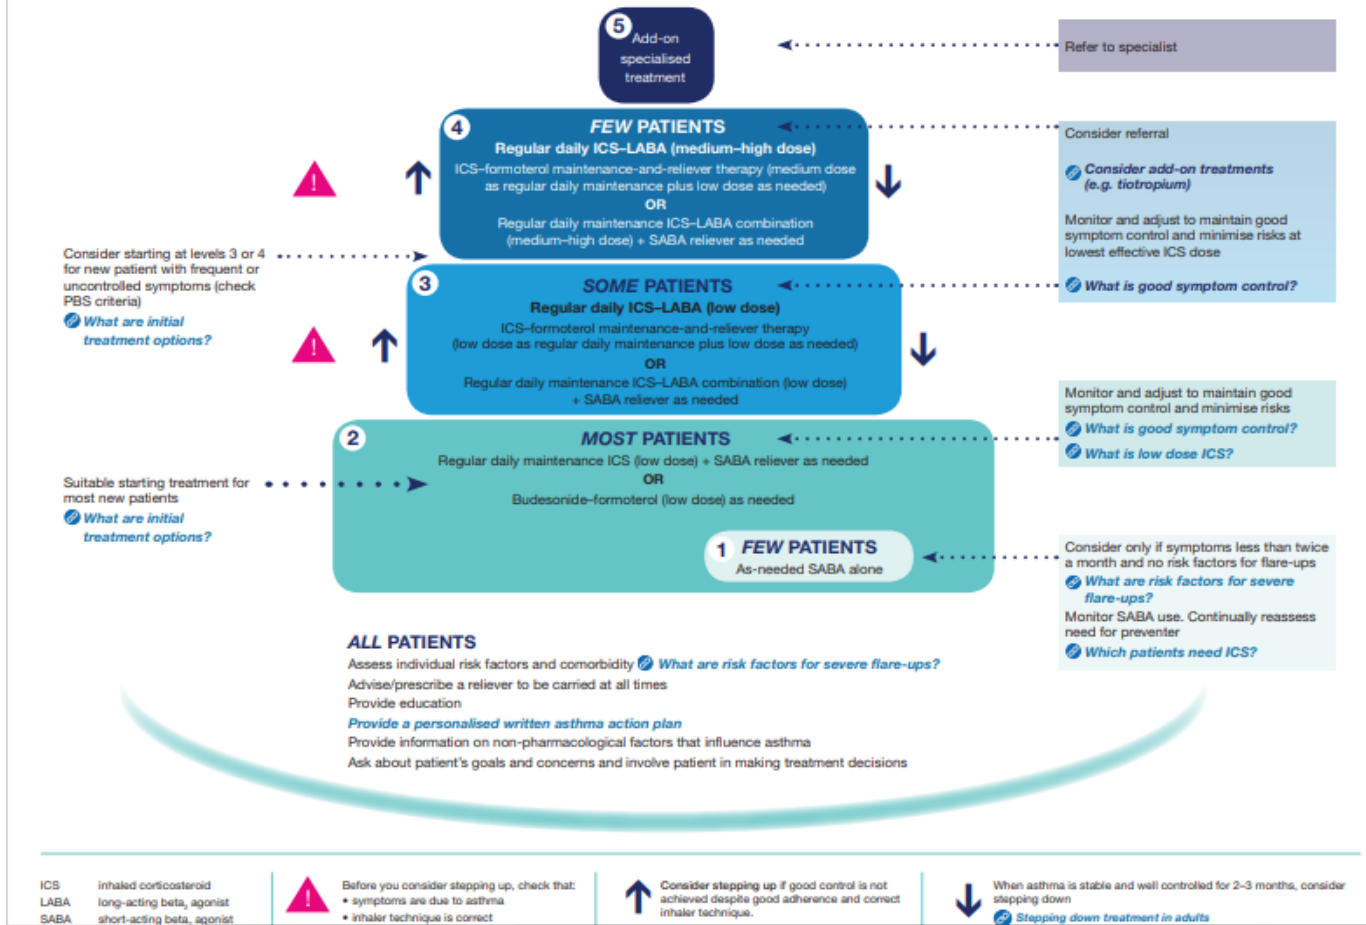 5
Add-on
specialised
treatment
Refer to specialist
4
FEW PATIENTS
Regular daily ICS–LABA (medium–high dose)
ICS–formoterol maintenance-and-reliever therapy (medium dose
as regular daily maintenance plus low dose as needed)
OR
Regular daily maintenance ICS–LABA combination
(medium–high dose) + SABA reliever as needed
!
Consider referral
Consider add-on treatments
(e.g. tiotropium)
Monitor and adjust to maintain good
symptom control and minimise risks at
lowest effective ICS dose
What is good symptom control?
Consider starting at levels 3 or 4
for new patient with frequent or
uncontrolled symptoms (check
PBS criteria)
What are initial
treatment options?
3
SOME PATIENTS
Regular daily ICS–LABA (low dose)
ICS–formoterol maintenance-and-reliever therapy
(low dose as regular daily maintenance plus low dose as needed)
OR
Regular daily maintenance ICS–LABA combination (low dose)
+ SABA reliever as needed
!
2
MOST PATIENTS
Regular daily maintenance ICS (low dose) + SABA reliever as needed
OR
Budesonide–formoterol (low dose) as needed
Monitor and adjust to maintain good
symptom control and minimise risks
What is good symptom control?
What is low dose ICS?
Suitable starting treatment for
most new patients
What are initial
treatment options?
1
FEW PATIENTS
As-needed SABA alone
Consider only if symptoms less than twice
a month and no risk factors for flare-ups
What are risk factors for severe
flare-ups?
Monitor SABA use. Continually reassess
need for preventer
Which patients need ICS?
ALL PATIENTS
Assess individual risk factors and comorbidity What are risk factors for severe flare-ups?
Advise/prescribe a reliever to be carried at all times
Provide education
Provide a personalised written asthma action plan
Provide information on non-pharmacological factors that influence asthma
Ask about patient's goals and concerns and involve patient in making treatment decisions
ICS inhaled corticosteroid
LABA long-acting beta₂ agonist
SABA short-acting beta₂ agonist
!
Before you consider stepping up, check that:
• symptoms are due to asthma
• inhaler technique is correct
Consider stepping up if good control is not
achieved despite good adherence and correct
inhaler technique.
When asthma is stable and well controlled for 2–3 months, consider
stepping down
Stepping down treatment in adults